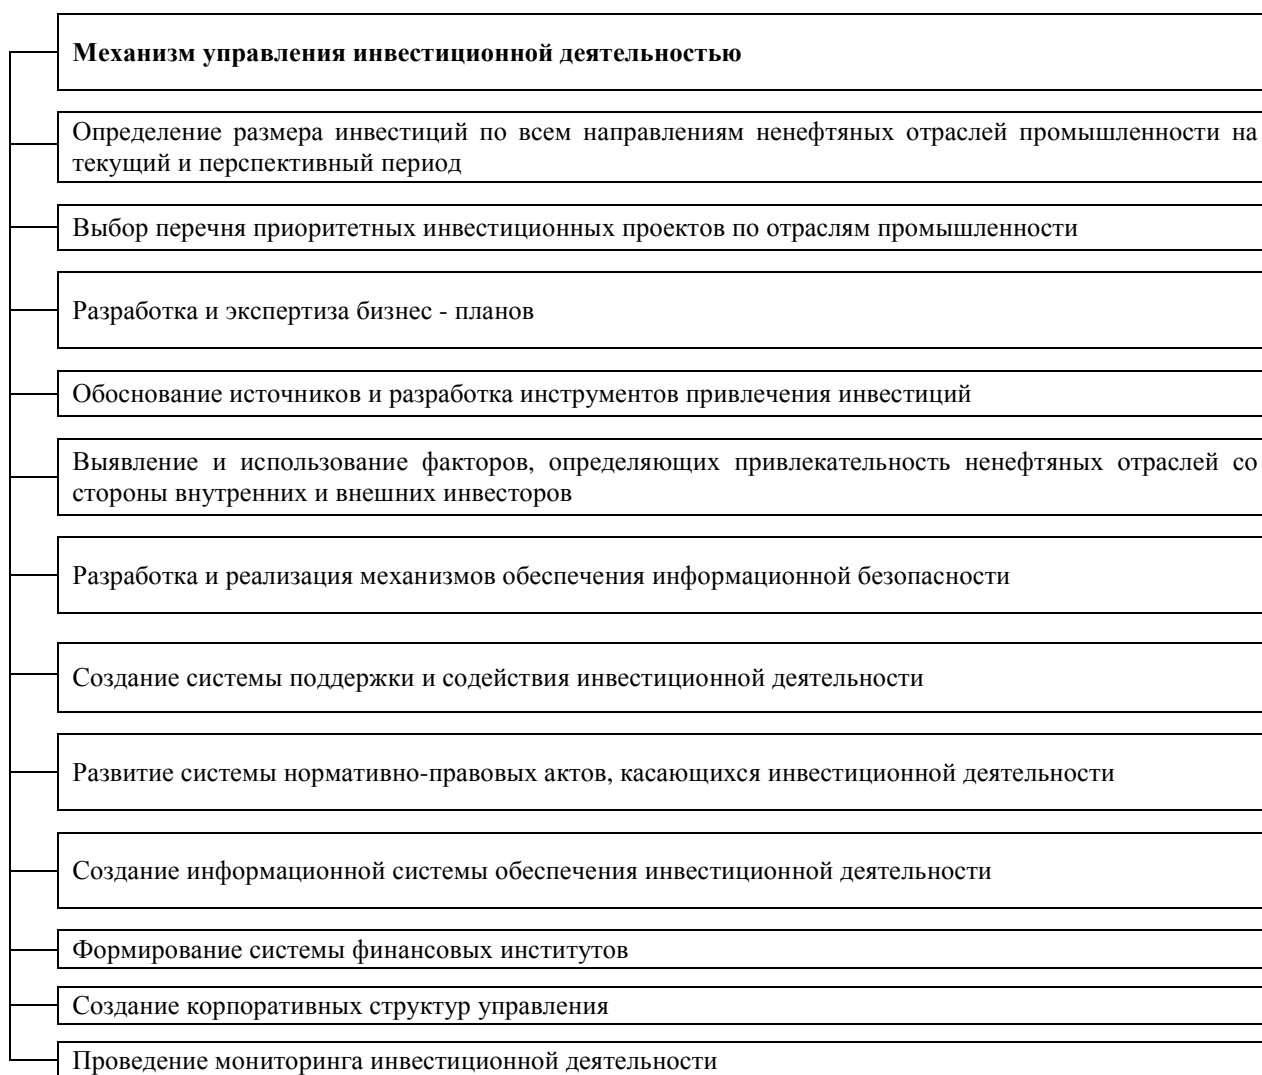 Механизм управления инвестиционной деятельностью
Определение размера инвестиций по всем направлениям ненефтяных отраслей промышленности на
текущий и перспективный период
Выбор перечня приоритетных инвестиционных проектов по отраслям промышленности
Разработка и экспертиза бизнес - планов
Обоснование источников и разработка инструментов привлечения инвестиций
Выявление и использование факторов, определяющих привлекательность ненефтяных отраслей со
стороны внутренних и внешних инвесторов
Разработка и реализация механизмов обеспечения информационной безопасности
Создание системы поддержки и содействия инвестиционной деятельности
Развитие системы нормативно-правовых актов, касающихся инвестиционной деятельности
Создание информационной системы обеспечения инвестиционной деятельности
Формирование системы финансовых институтов
Создание корпоративных структур управления
Проведение мониторинга инвестиционной деятельности